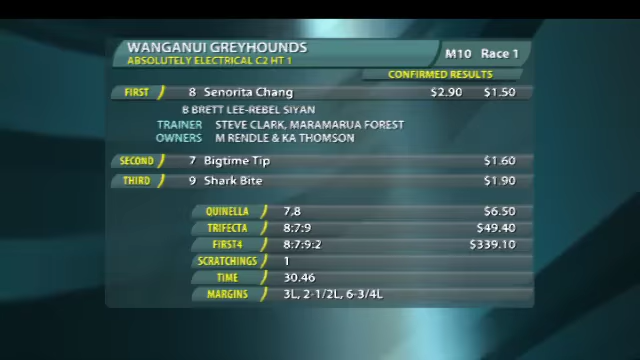 WANGANUI GREYHOUNDS
ABSOLUTELY ELECTRICAL C2 HT 1
M10 Race 1
CONFIRMED RESULTS
FIRST 8 Senorita Chang $2.90 $1.50
B BRETT LEE-REBEL SIYAN
TRAINER STEVE CLARK, MARAMARUA FOREST
OWNERS M RENDLE & KA THOMSON
SECOND 7 Bigtime Tip $1.60
THIRD 9 Shark Bite $1.90
QUINELLA 7,8 $6.50
TRIFECTA 8:7:9 $49.40
FIRST4 8:7:9:2 $339.10
SCRATCHINGS 1
TIME 30.46
MARGINS 3L, 2-1/2L, 6-3/4L